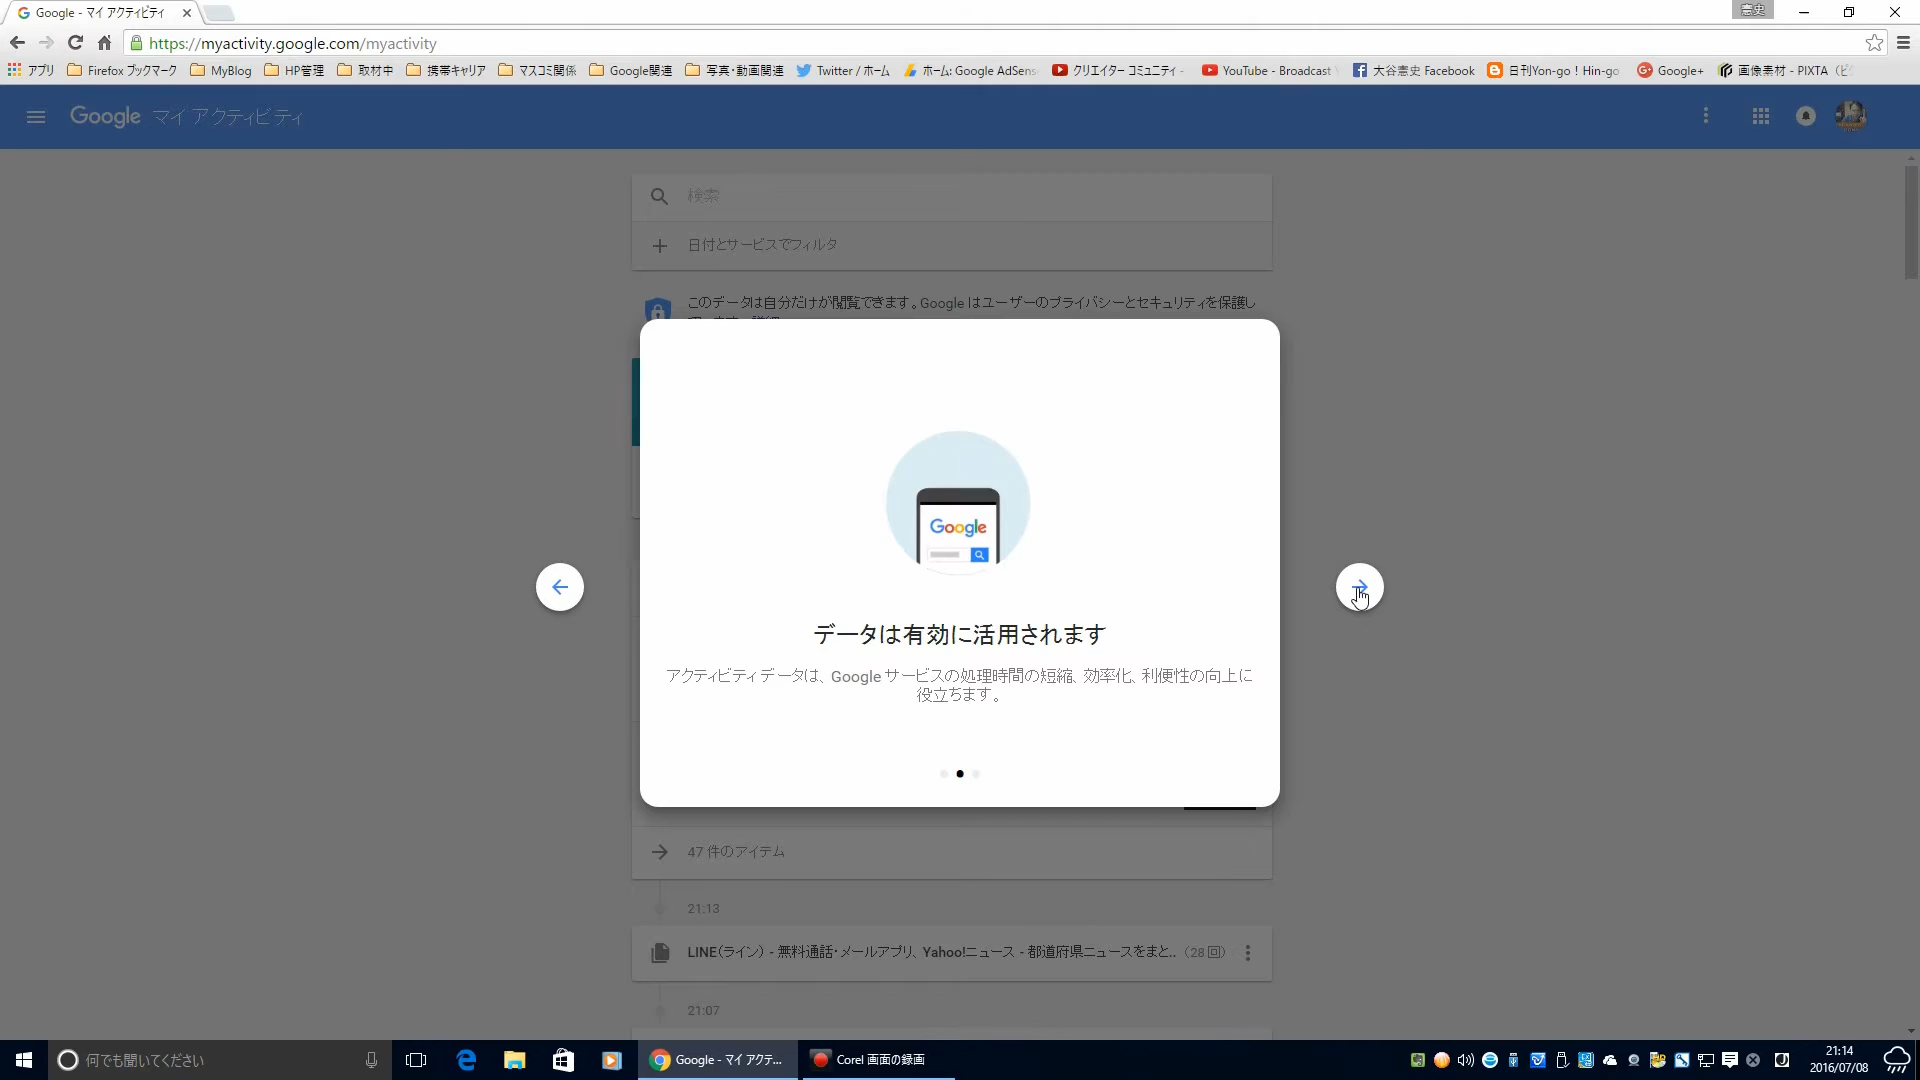 Google - マイ アクティビティ
憲史
https://myactivity.google.com/myactivity
アプリ Firefox ブックマーク MyBlog HP管理 取材中 携帯キャリア マスコミ関係 Google関連 写真・動画関連 Twitter / ホーム ホーム: Google AdSens クリエイター コミュニティ - YouTube - Broadcast 大谷憲史 Facebook 日刊Yon-go！Hin-go Google+ 画像素材 - PIXTA（ピ
Google マイ アクティビティ
検索
日付とサービスでフィルタ
このデータは自分だけが閲覧できます。Google はユーザーのプライバシーとセキュリティを保護し
Google
データは有効に活用されます
アクティビティ データは、Google サービスの処理時間の短縮、効率化、利便性の向上に
役立ちます。
47 件のアイテム
21:13
LINE(ライン) - 無料通話・メールアプリ、Yahoo!ニュース - 都道府県ニュースをまと.. （28 回）
21:07
何でも聞いてください
Google - マイ アクテ...
Corel 画面の録画
21:14
2016/07/08